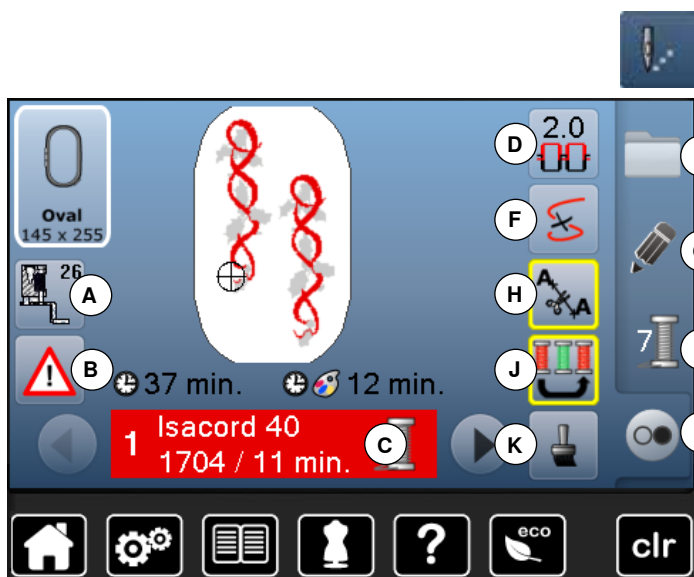 D
2.0
Oval
145 x 255
F
26
A
H
A
A
B
J
7
37 min.
12 min.
1
Isacord 40
1704 / 11 min.
C
K
?
eco
clr